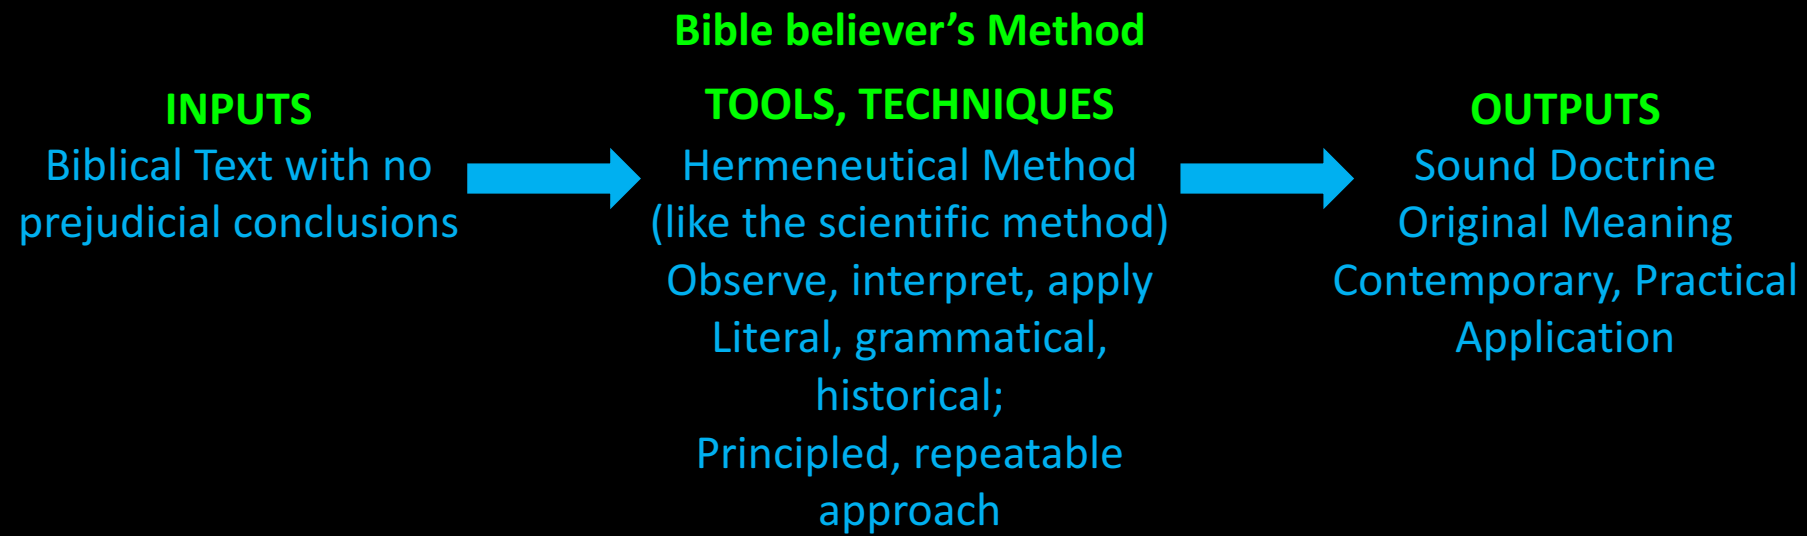 Bible believer’s Method
INPUTS
Biblical Text with no
prejudicial conclusions
TOOLS, TECHNIQUES
Hermeneutical Method
(like the scientific method)
Observe, interpret, apply
Literal, grammatical,
historical;
Principled, repeatable
approach
OUTPUTS
Sound Doctrine
Original Meaning
Contemporary, Practical
Application